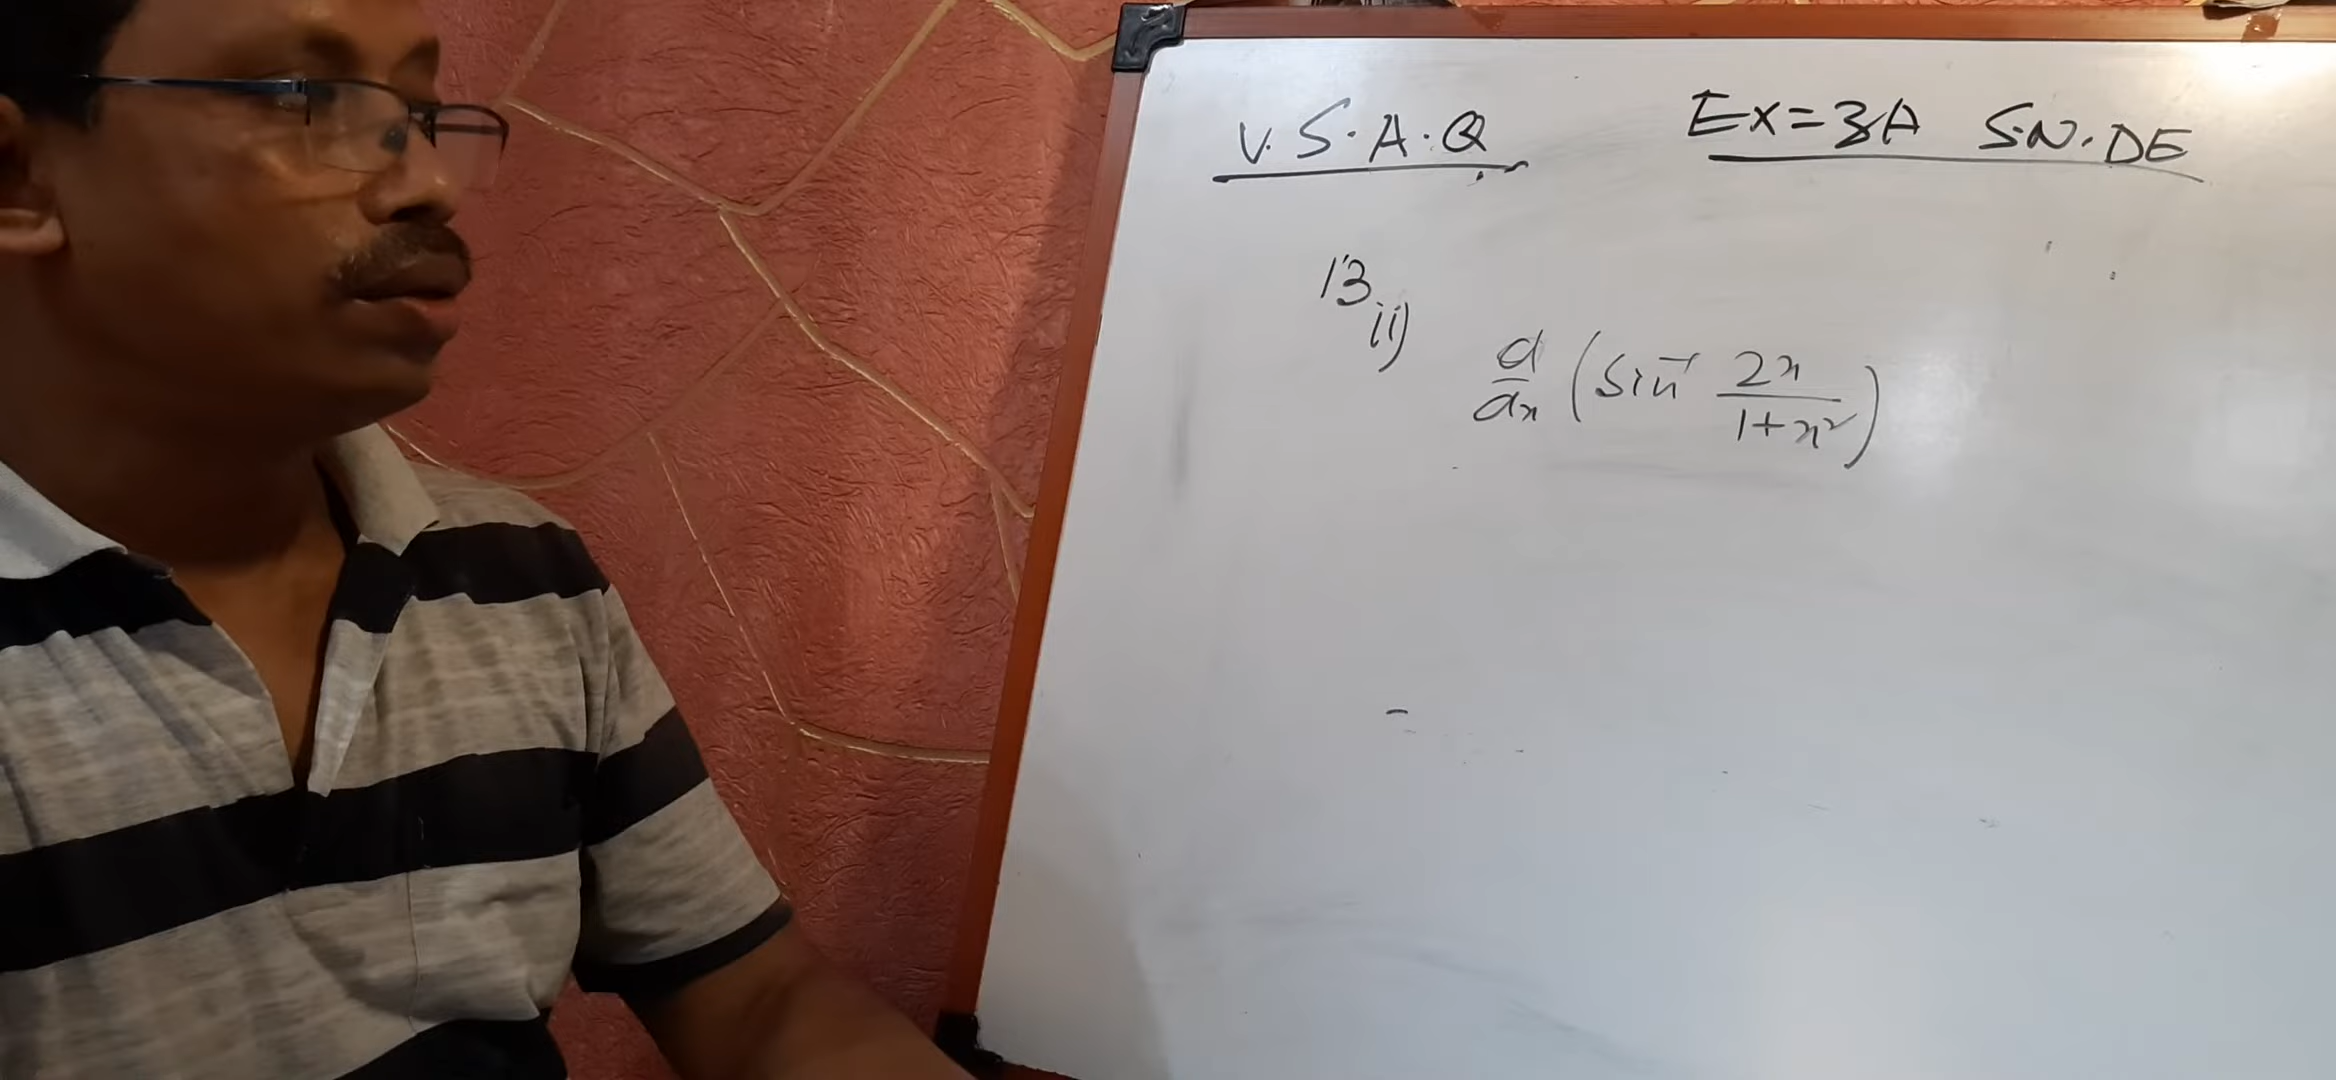 V.S.A.Q
Ex=3A S.N.DE
13 ii)
d/dx (sin⁻¹ 2x/1+x²)